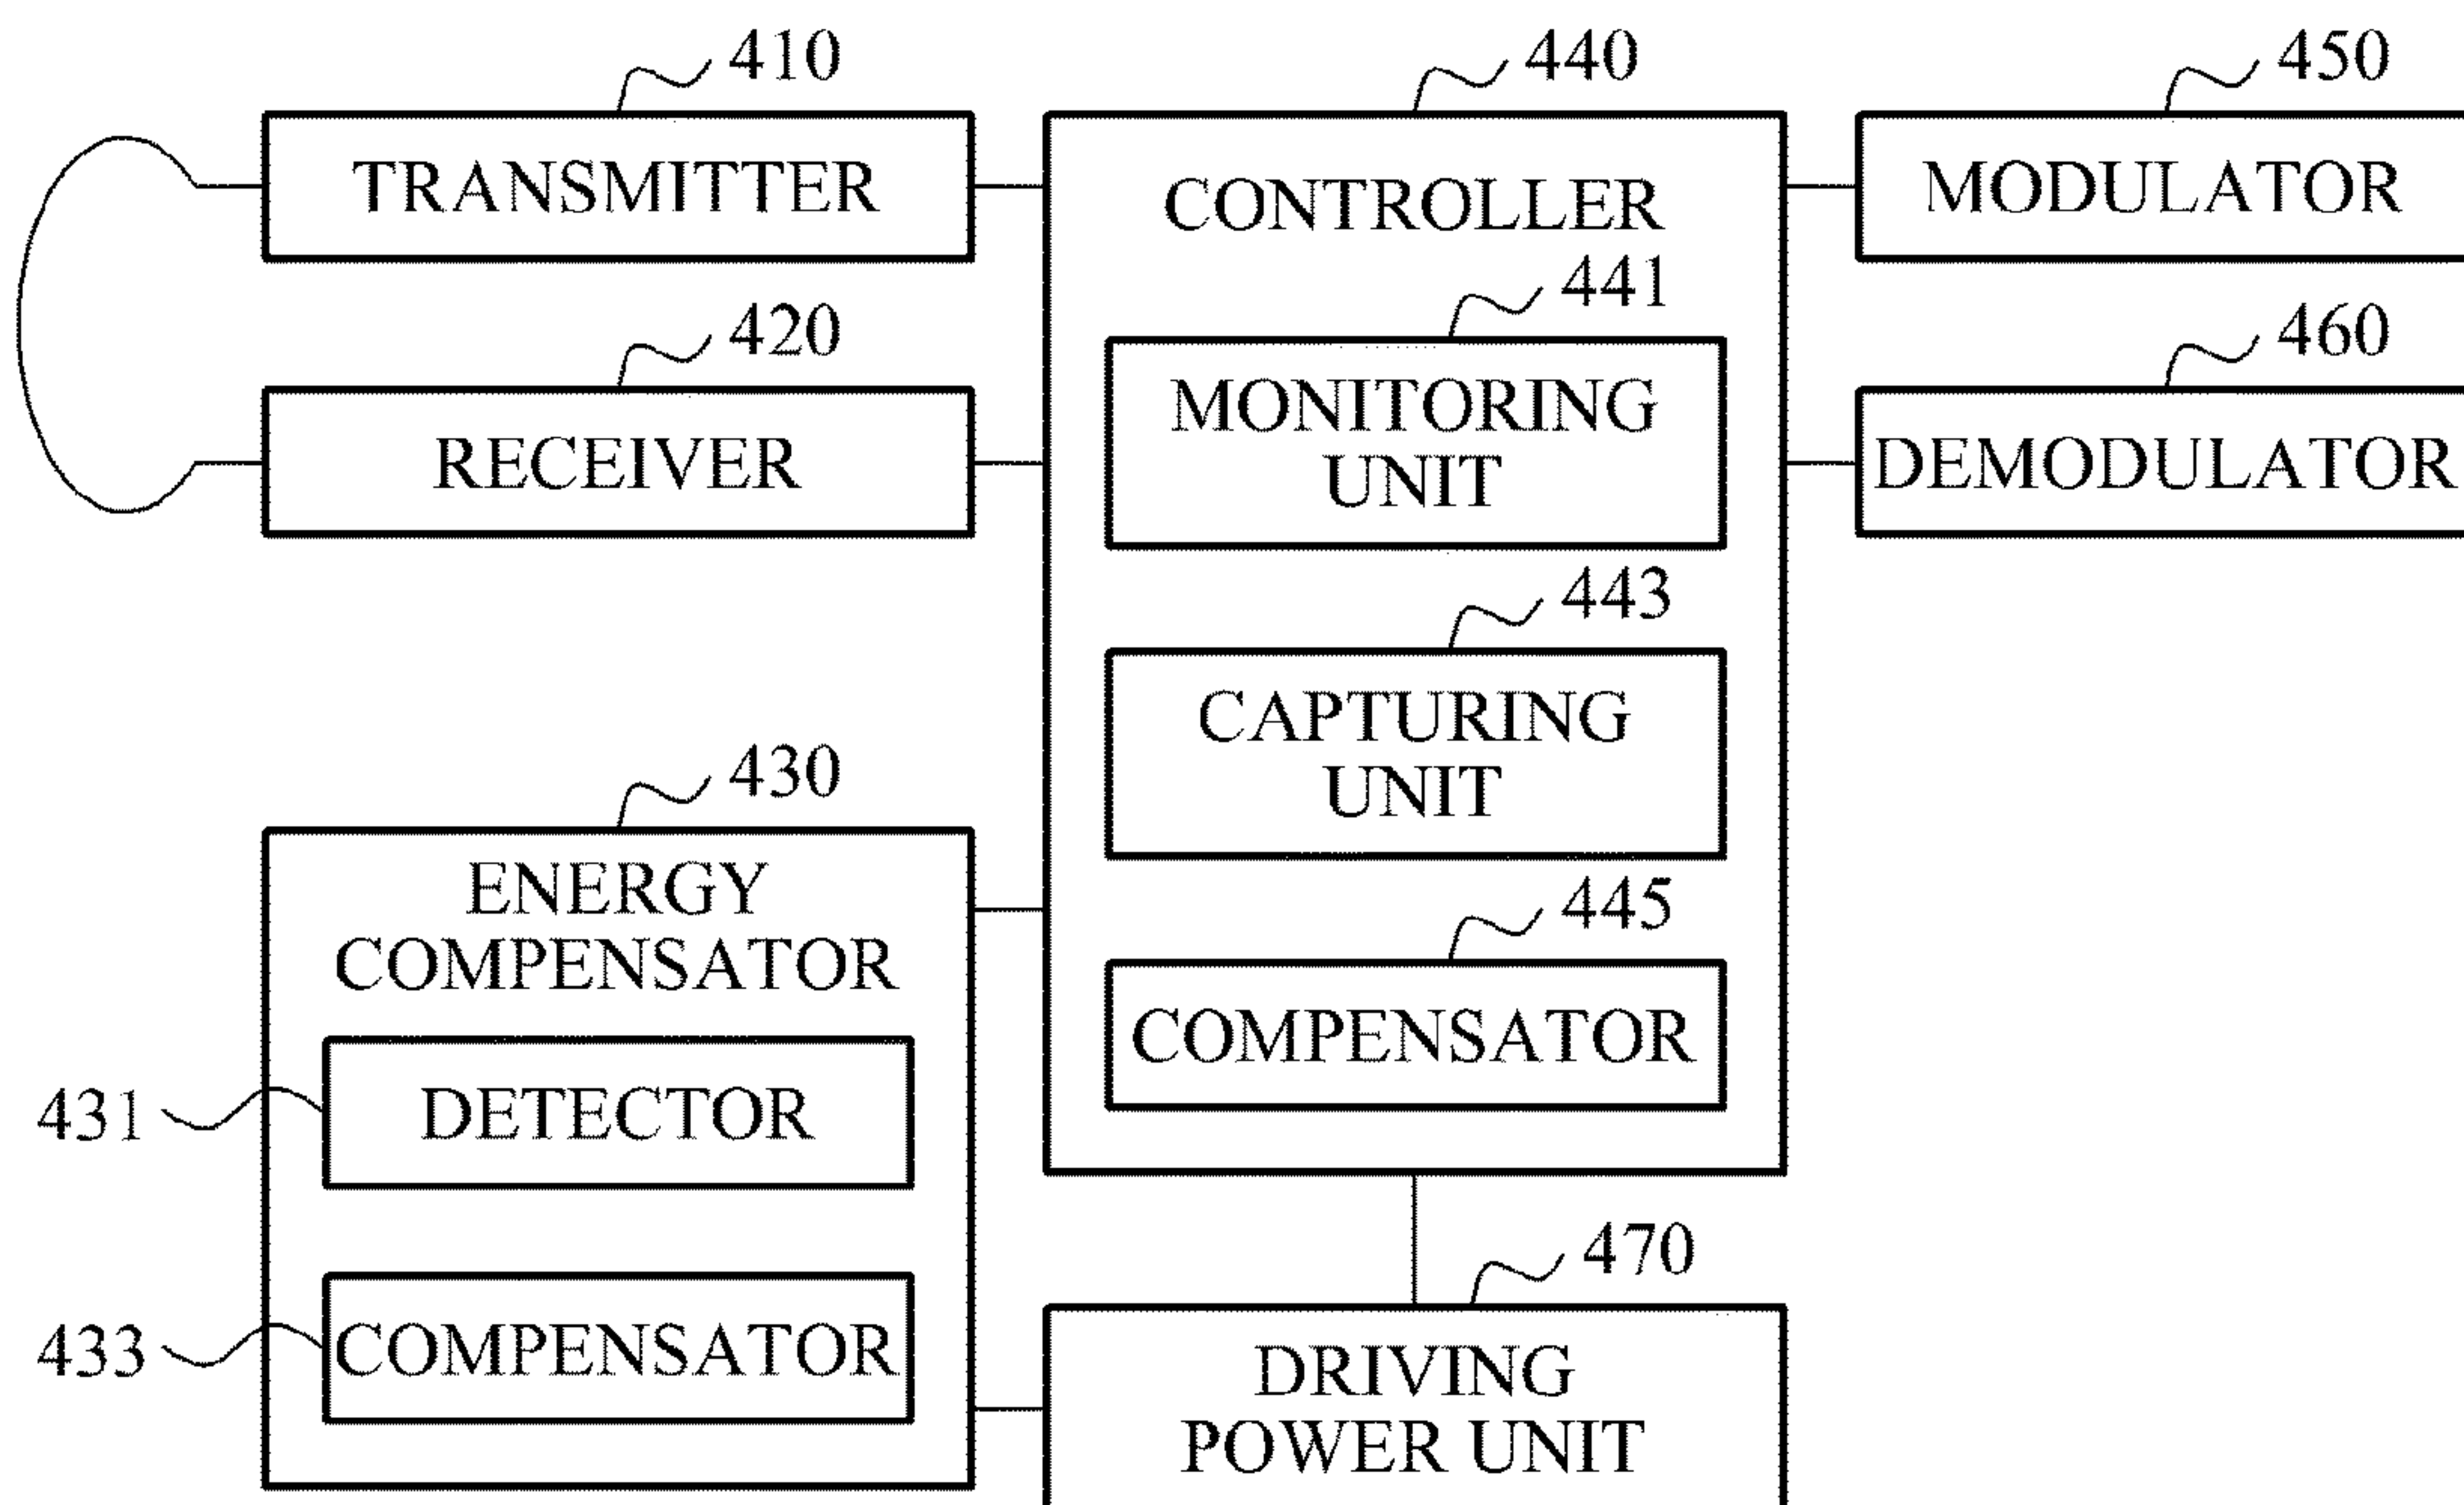 410
440
450
TRANSMITTER
CONTROLLER
MODULATOR
441
420
460
RECEIVER
MONITORING
UNIT
DEMODULATOR
443
CAPTURING
UNIT
430
ENERGY
COMPENSATOR
445
COMPENSATOR
431
DETECTOR
470
433
COMPENSATOR
DRIVING
POWER UNIT